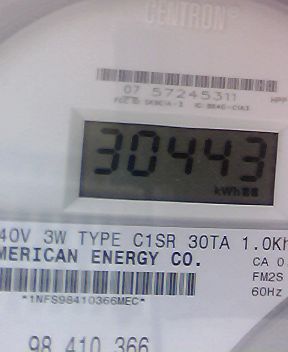 CENTRON®
07 57245311
30443
kWh
40V 3W TYPE C1SR 30TA 1.0Kh
MERICAN ENERGY CO.
CA 0
FM2S
60Hz
*1NFS98410366MEC*
98 410 366